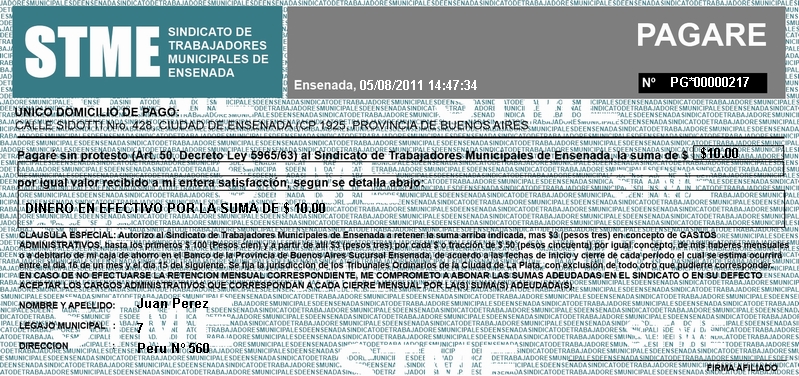 STME
SINDICATO DE
TRABAJADORES
MUNICIPALES DE
ENSENADA
PAGARE
Ensenada, 05/08/2011 14:47:34
Nº PG*00000217
UNICO DOMICILIO DE PAGO:
CALLE SIDOTTI Nro. 428, CIUDAD DE ENSENADA (CP 1925, PROVINCIA DE BUENOS AIRES
Pagare sin protesto (Art. 50, Decreto Ley 5965/63) al Sindicato de Trabajadores Municipales de Ensenada, la suma de $ $10.00
por igual valor recibido a mi entera satisfacción, segun se detalla abajo:
DINERO EN EFECTIVO POR LA SUMA DE $ 10.00
CLAUSULA ESPECIAL: Autorizo al Sindicato de Trabajadores Municipales de Ensenada a retener la suma arriba indicada, mas $3 (pesos tres) en concepto de GASTOS
ADMINISTRATIVOS, hasta los primeros $ 100 (Pesos cien) y a partir de alli $3 (pesos tres) por cada $ o fracción de $ 50 (pesos cincuenta) por igual concepto, de mis haberes mensuales
o a debitarlo de mi caja de ahorro en el Banco de la Provincia de Buenos Aires Sucursal Ensenada, de acuerdo a las fechas de inicio y cierre de cada periodo el cual se estima ocurrirá
entre el dia 16 de un mes y el dia 15 del siguiente. Se fija la jurisdicción de los Tribunales Ordinarios de la Ciudad de La Plata, con exclusión de todo otro que pudiere corresponder.
EN CASO DE NO EFECTUARSE LA RETENCION MENSUAL CORRESPONDIENTE, ME COMPROMETO A ABONAR LAS SUMAS ADEUDADAS EN EL SINDICATO O EN SU DEFECTO
ACEPTAR LOS CARGOS ADMINISTRATIVOS QUE CORRESPONDAN A CADA CIERRE MENSUAL POR LA(S) SUMA(S) ADEUDADA(S).
NOMBRE Y APELLIDO: Juan Perez
LEGAJO MUNICIPAL : 7
DIRECCION : Peru Nº 560
FIRMA AFILIADO